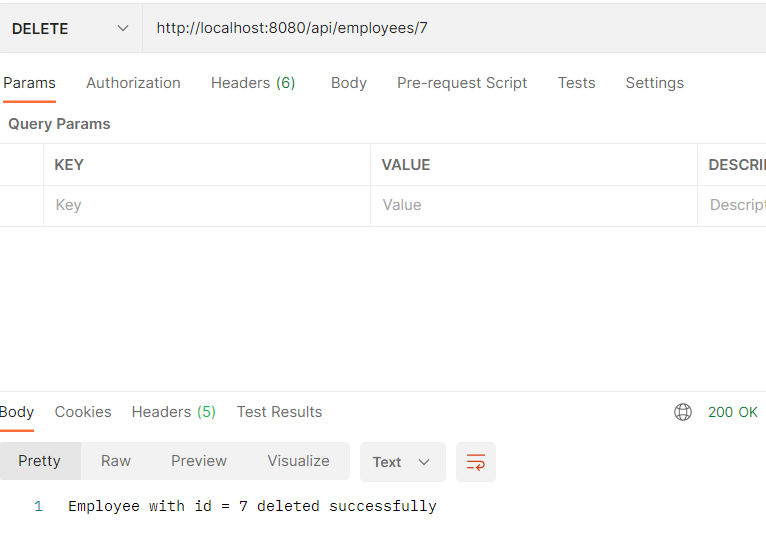 DELETE http://localhost:8080/api/employees/7
Params Authorization Headers (6) Body Pre-request Script Tests Settings
Query Params
KEY VALUE DESCRI
Key Value Descript
Body Cookies Headers (5) Test Results 200 OK
Pretty Raw Preview Visualize Text
1 Employee with id = 7 deleted successfully